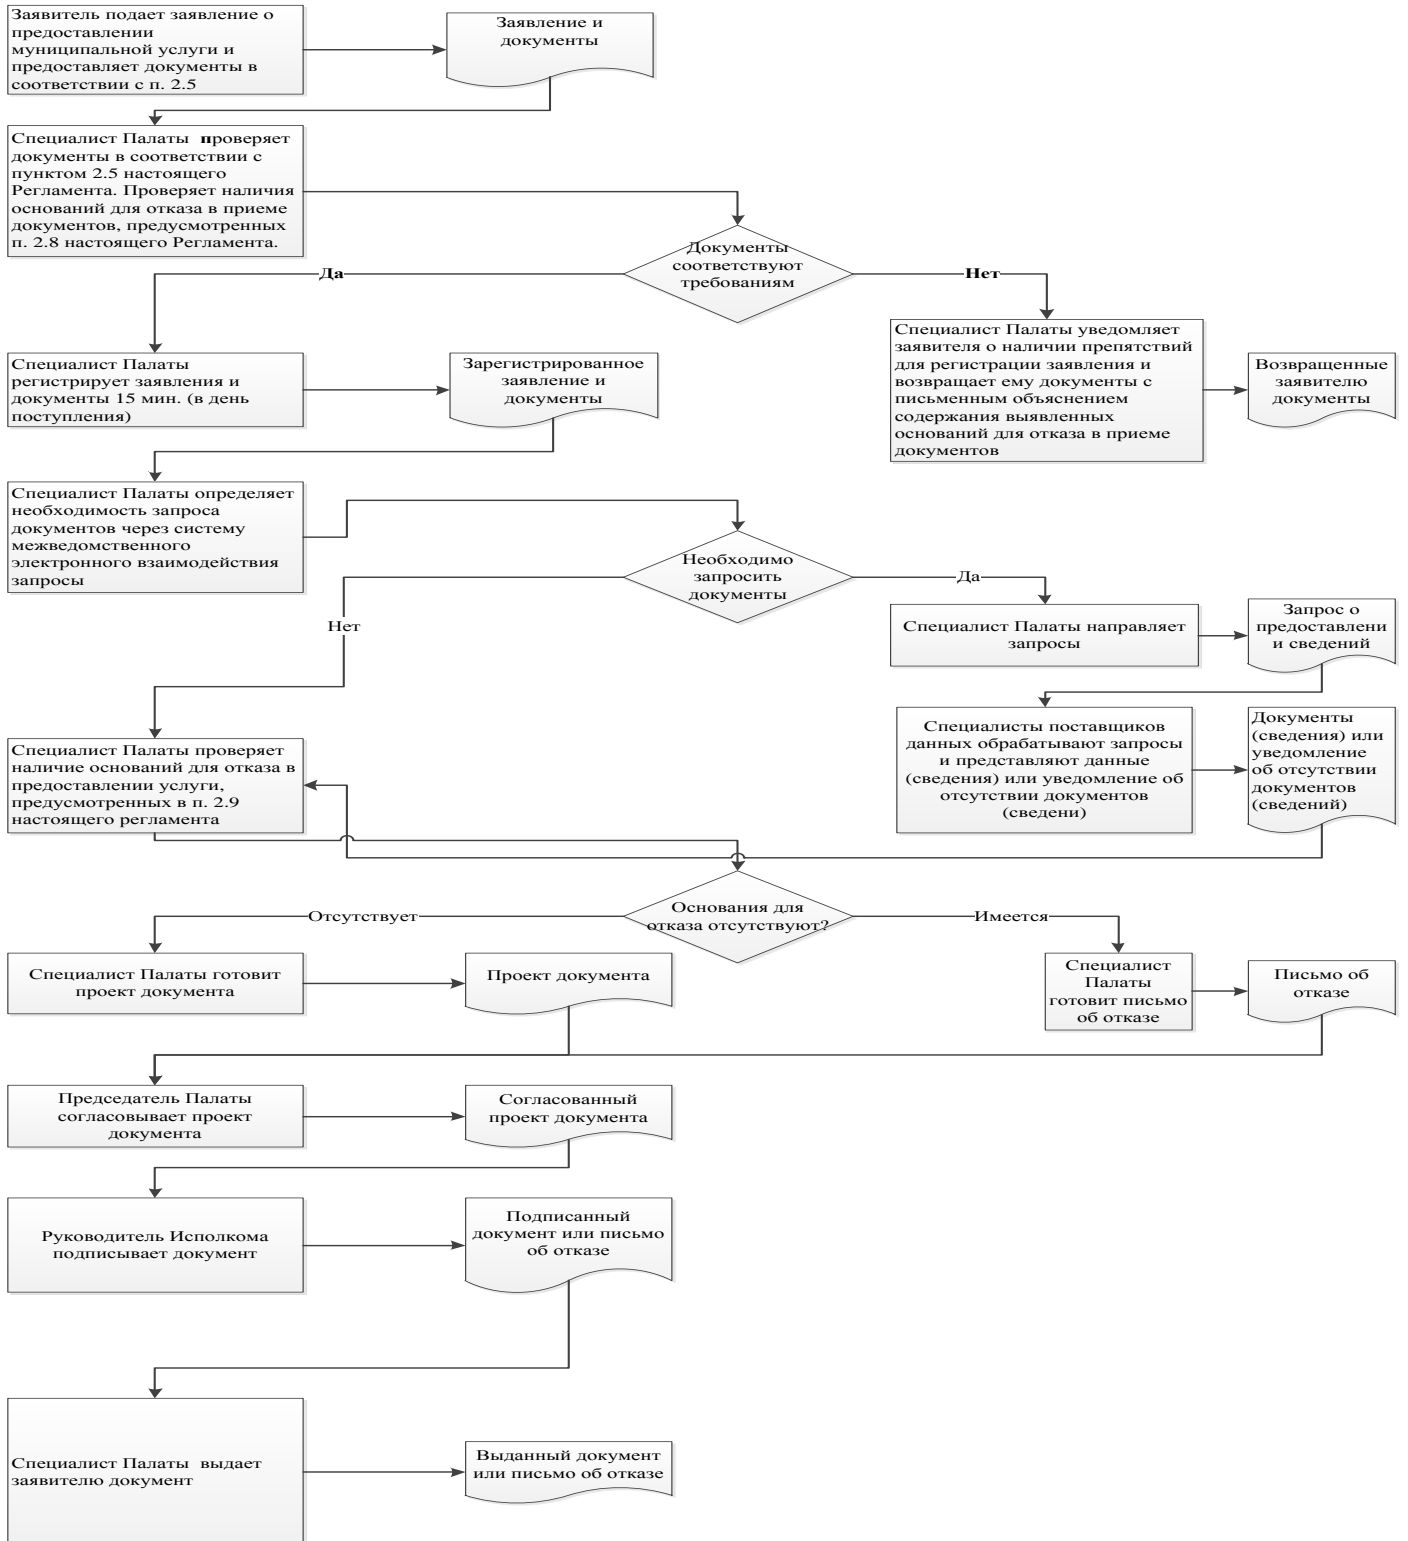 Заявитель подает заявление о
предоставлении
муниципальной услуги и
предоставляет документы в
соответствии с п. 2.5
Заявление и
документы
Специалист Палаты проверяет
документы в соответствии с
пунктом 2.5 настоящего
Регламента. Проверяет наличия
оснований для отказа в приеме
документов, предусмотренных
п. 2.8 настоящего Регламента.
Документы
соответствуют
требованиям
Да
Нет
Специалист Палаты
регистрирует заявления и
документы 15 мин. (в день
поступления)
Зарегистрированное
заявление и
документы
Специалист Палаты уведомляет
заявителя о наличии препятствий
для регистрации заявления и
возвращает ему документы с
письменным объяснением
содержания выявленных
оснований для отказа в приеме
документов
Возвращенные
заявителю
документы
Специалист Палаты определяет
необходимость запроса
документов через систему
межведомственного
электронного взаимодействия
запросы
Необходимо
запросить
документы
Да
Нет
Специалист Палаты направляет
запросы
Запрос о
предоставлени
и сведений
Специалист Палаты проверяет
наличие оснований для отказа в
предоставлении услуги,
предусмотренных в п. 2.9
настоящего регламента
Специалисты поставщиков
данных обрабатывают запросы
и представляют данные
(сведения) или уведомление об
отсутствии документов
(сведени)
Документы
(сведения) или
уведомление
об отсутствии
документов
(сведений)
Основания для
отказа отсутствуют?
Отсутствует
Имеется
Специалист Палаты готовит
проект документа
Проект документа
Специалист
Палаты
готовит письмо
об отказе
Письмо об
отказе
Председатель Палаты
согласовывает проект
документа
Согласованный
проект документа
Руководитель Исполкома
подписывает документ
Подписанный
документ или письмо
об отказе
Специалист Палаты выдает
заявителю документ
Выданный документ
или письмо об отказе